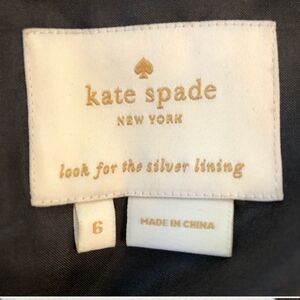 kate spade
NEW YORK
look for the silver lining
6
MADE IN CHINA